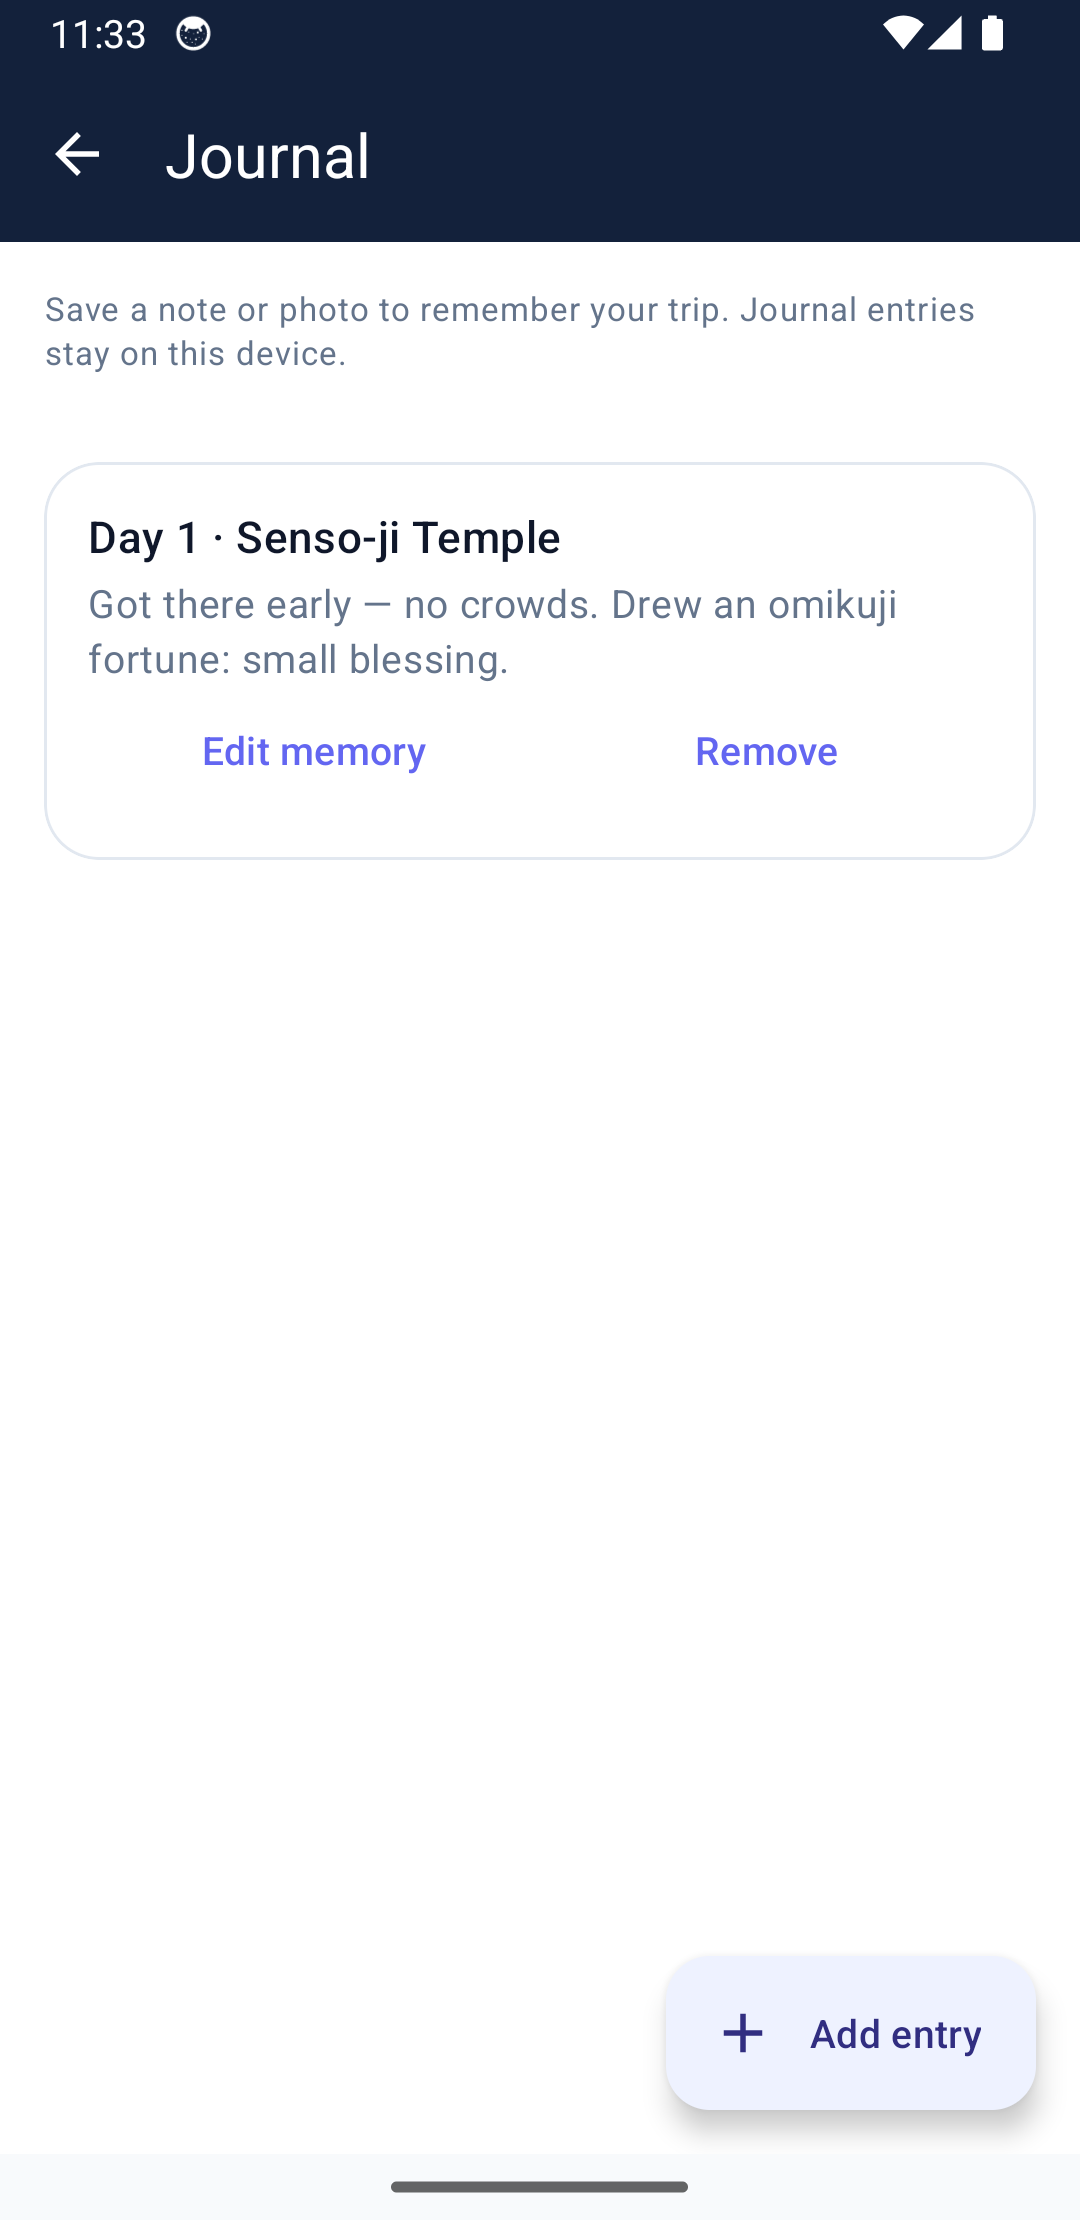 11:33
Journal
Save a note or photo to remember your trip. Journal entries
stay on this device.
Day 1 · Senso-ji Temple
Got there early — no crowds. Drew an omikuji
fortune: small blessing.
Edit memory
Remove
Add entry